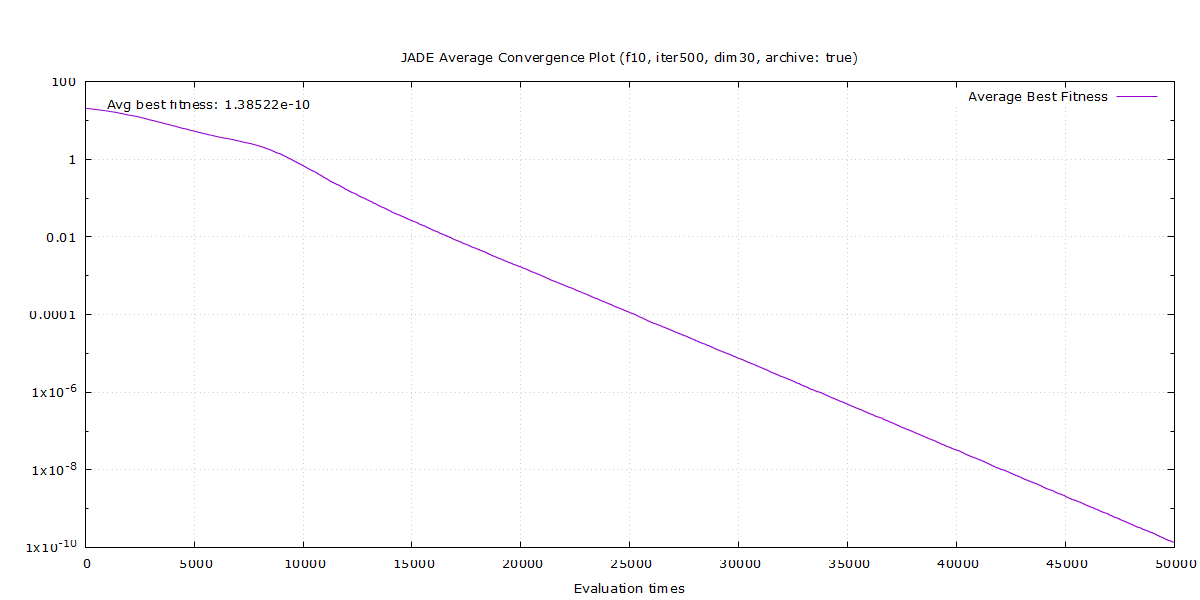 JADE Average Convergence Plot (f10, iter500, dim30, archive: true)
100
Avg best fitness: 1.38522e-10
Average Best Fitness
1
0.01
0.0001
1x10^-6
1x10^-8
1x10^-10
0 5000 10000 15000 20000 25000 30000 35000 40000 45000 50000
Evaluation times